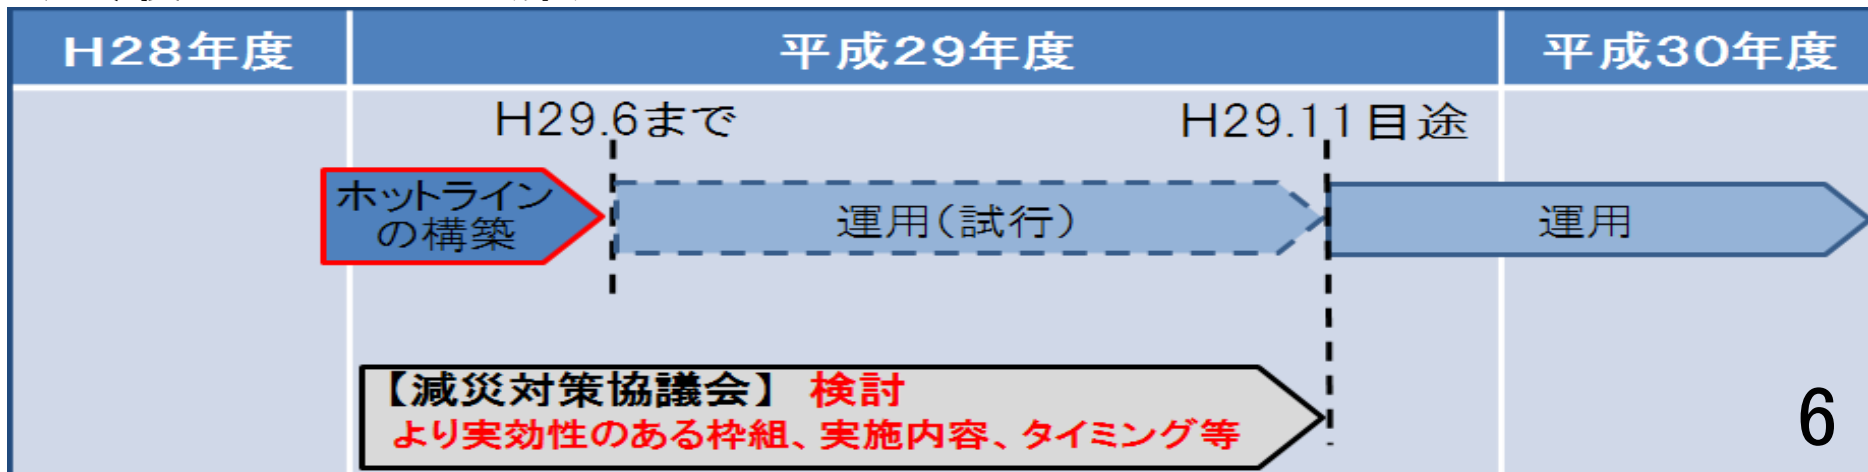 H28年度 平成29年度 平成30年度
H29.6まで H29.11目途
ホットライン
の構築
運用(試行) 運用
【減災対策協議会】 検討
より実効性のある枠組、実施内容、タイミング等
6